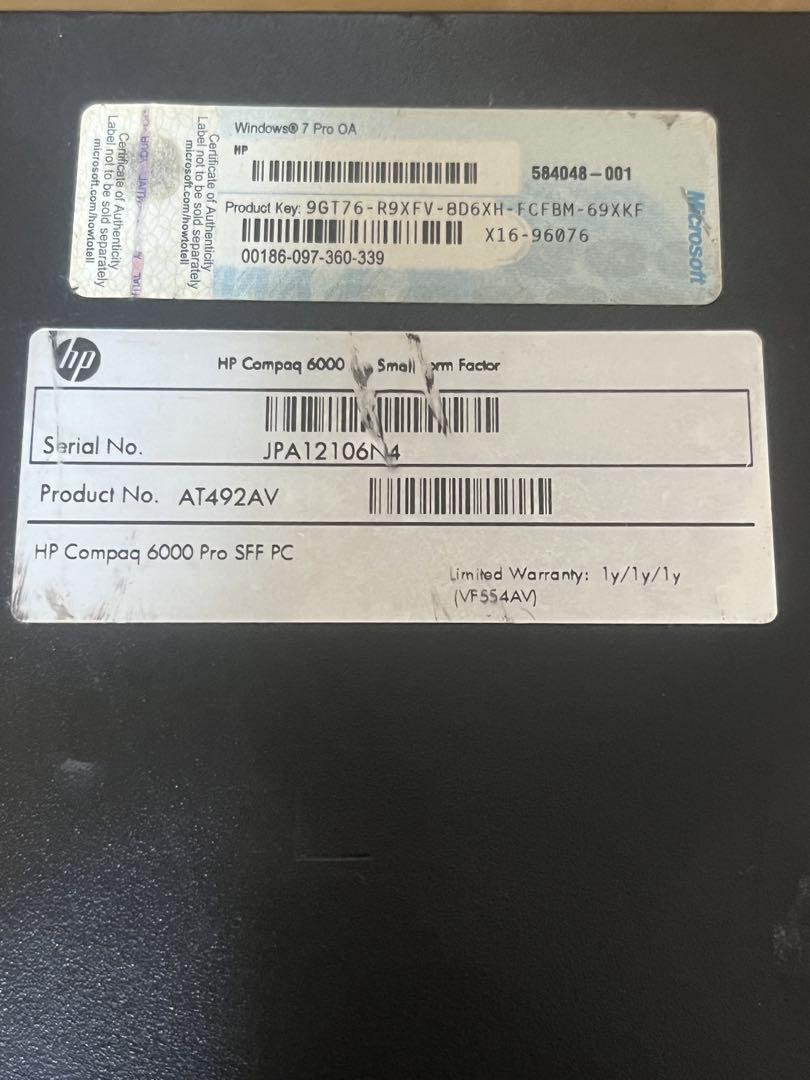 Certificate of Authenticity
Label not to be sold separately
microsoft.com/howtotell
Certificate of Authenticity
Label not to be sold separately
microsoft.com/howtotell
Windows® 7 Pro OA
HP
584048-001
Product Key: 9GT76-R9XFV-8D6XH-FCFBM-69XKF
X16-96076
00186-097-360-339
Microsoft
hp
HP Compaq 6000 Small Factor
Serial No. JPA12106N4
Product No. AT492AV
HP Compaq 6000 Pro SFF PC
Limited Warranty: 1y/1y/1y
(VF554AV)